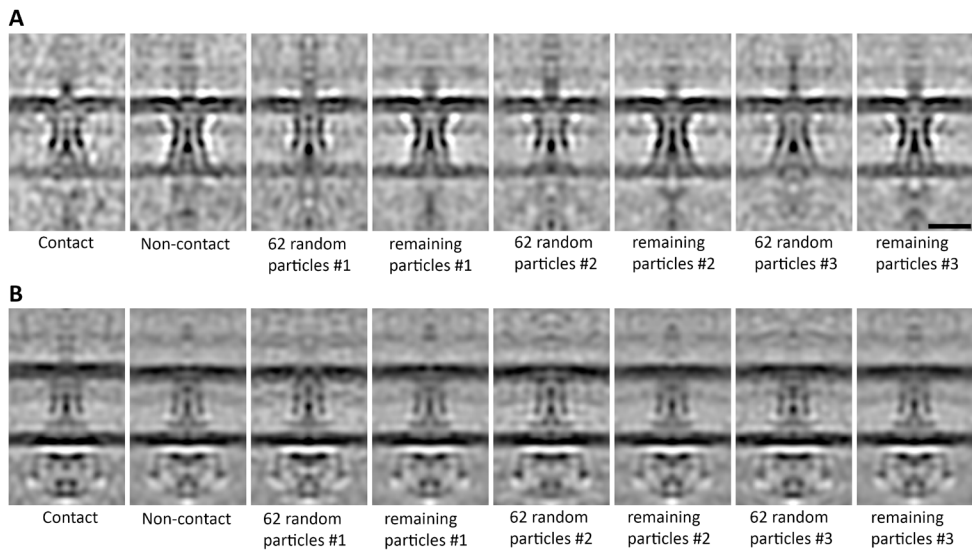 A
Contact
Non-contact
62 random
particles #1
remaining
particles #1
62 random
particles #2
remaining
particles #2
62 random
particles #3
remaining
particles #3
B
Contact
Non-contact
62 random
particles #1
remaining
particles #1
62 random
particles #2
remaining
particles #2
62 random
particles #3
remaining
particles #3